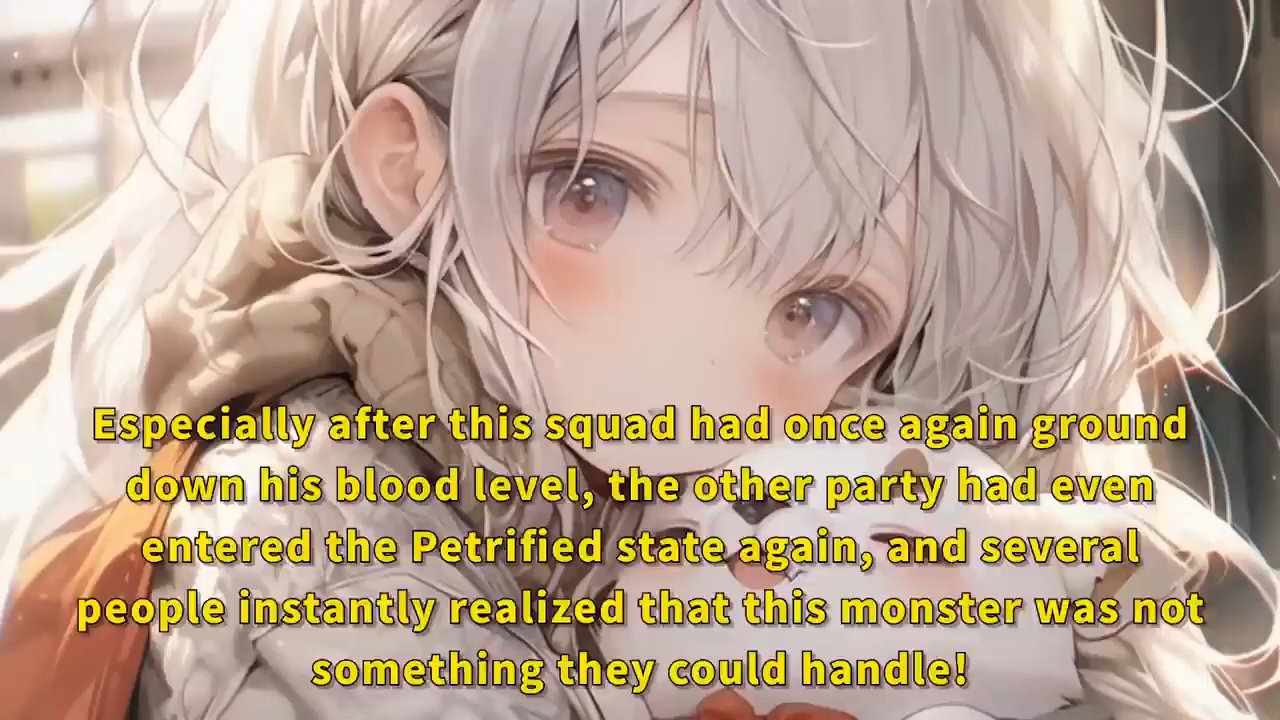 Especially after this squad had once again ground
down his blood level, the other party had even
entered the Petrified state again, and several
people instantly realized that this monster was not
something they could handle!